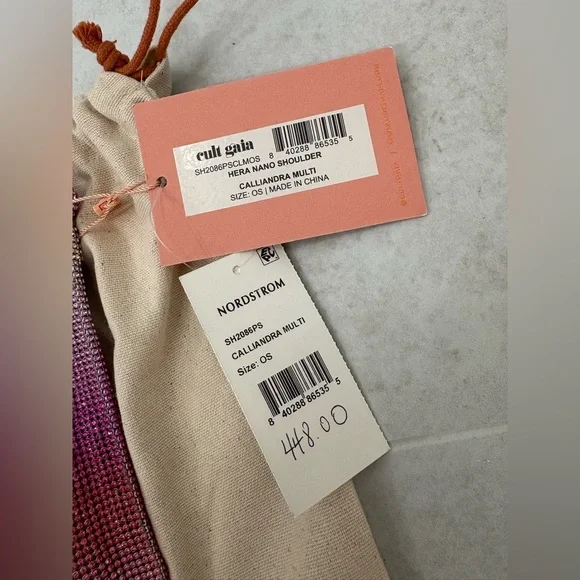 cult gaia
SH2086PSCLMOS
8 40288 86535 5
HERA NANO SHOULDER
CALLIANDRA MULTI
SIZE: OS | MADE IN CHINA
NORDSTROM
SH2086PS
CALLIANDRA MULTI
Size: OS
8 40288 86535 5
448.00